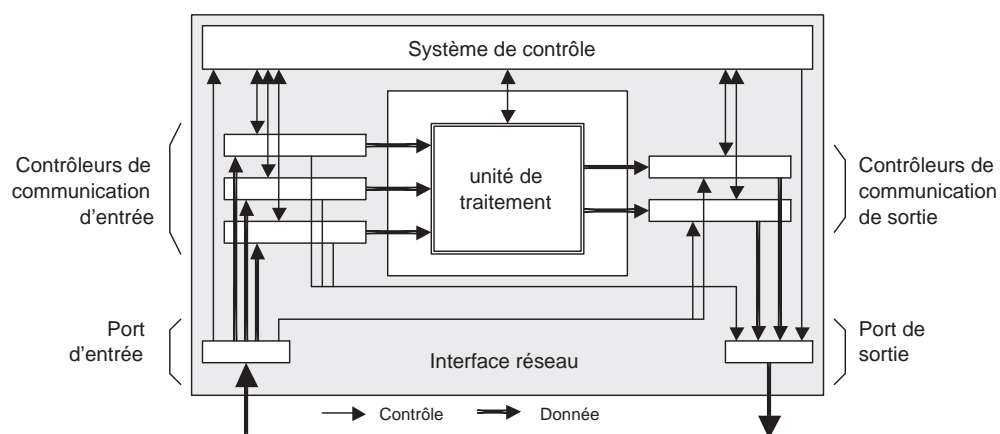 Système de contrôle
Contrôleurs de
communication
d'entrée
unité de
traitement
Contrôleurs de
communication
de sortie
Port
d'entrée
Interface réseau
Port de
sortie
Contrôle
Donnée